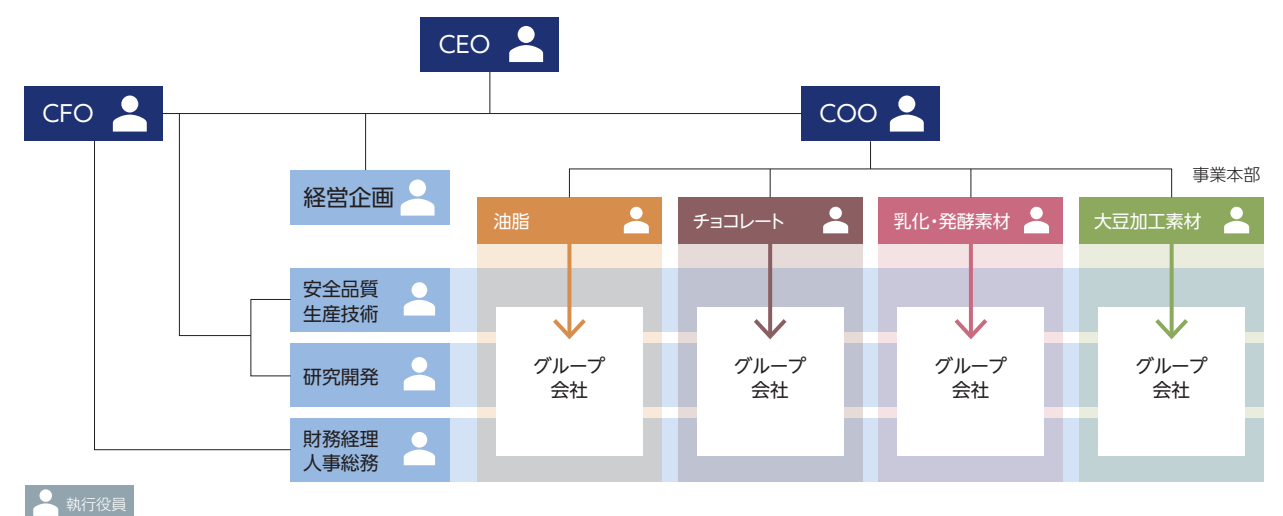 CEO
CFO
COO
事業本部
経営企画
油脂
チョコレート
乳化・発酵素材
大豆加工素材
安全品質
生産技術
研究開発
グループ
会社
グループ
会社
グループ
会社
グループ
会社
財務経理
人事総務
執行役員